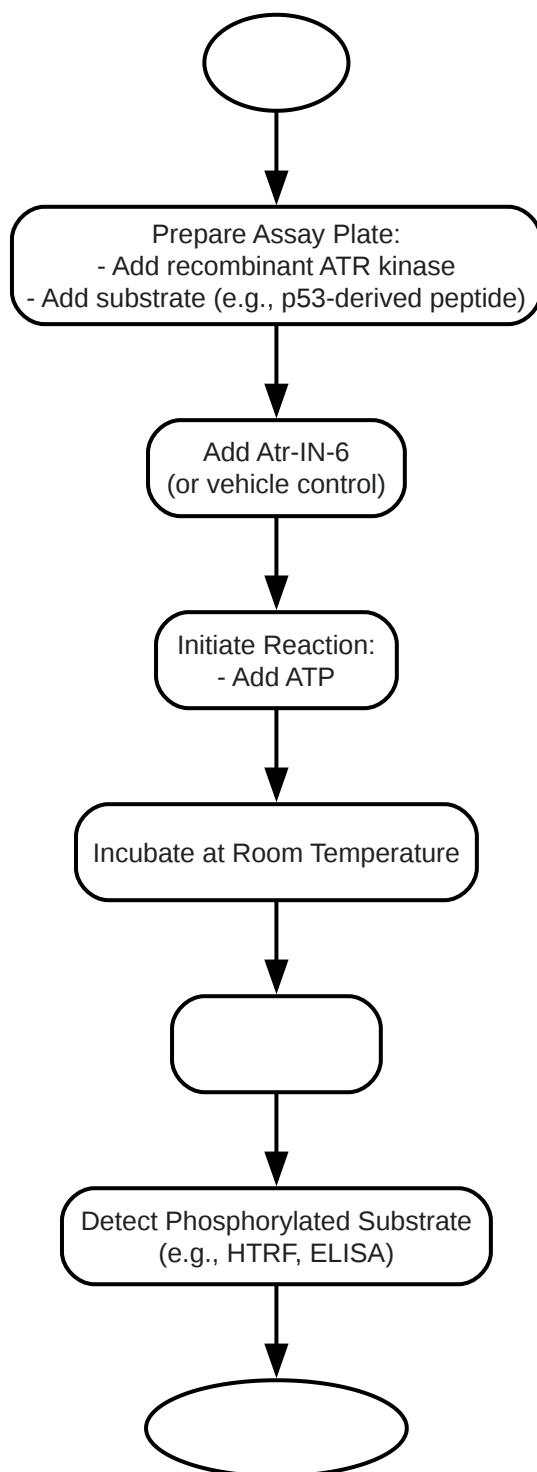 Prepare Assay Plate:
- Add recombinant ATR kinase
- Add substrate (e.g., p53-derived peptide)
Add Atr-IN-6
(or vehicle control)
Initiate Reaction:
- Add ATP
Incubate at Room Temperature
Detect Phosphorylated Substrate
(e.g., HTRF, ELISA)